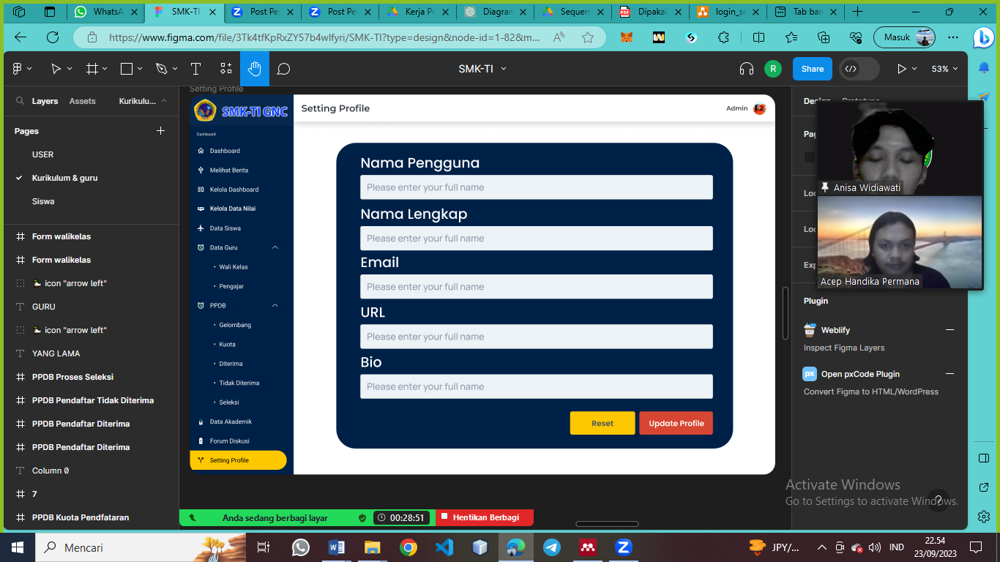 WhatsA
SMK-TI
Post Pes
Post Pes
Kerja Pr
Diagram
Sequen
Dipakai
login_se
Tab bar
https://www.figma.com/file/3Tk4tfKpRxZY57b4wlfyri/SMK-TI?type=design&node-id=1-82&m...
Masuk
SMK-TI
R
Share
53%
Layers
Assets
Kurikulu...
Pages
USER
Kurikulum & guru
Siswa
Form walikelas
Form walikelas
icon "arrow left"
GURU
icon "arrow left"
YANG LAMA
PPDB Proses Seleksi
PPDB Pendaftar Tidak Diterima
PPDB Pendaftar Diterima
PPDB Pendaftar Diterima
Column 0
7
PPDB Kuota Pendfataran
Setting Profile
SMK-TI GNC
Dashboard
Dashboard
Melihat Berita
Kelola Dashboard
Kelola Data Nilai
Data Siswa
Data Guru
Wali Kelas
Pengajar
PPDB
Gelombang
Kuota
Diterima
Tidak Diterima
Seleksi
Data Akademik
Forum Diskusi
Setting Profile
Setting Profile
Admin
Nama Pengguna
Please enter your full name
Nama Lengkap
Please enter your full name
Email
Please enter your full name
URL
Please enter your full name
Bio
Please enter your full name
Reset
Update Profile
Design
Prototype
Pag
Loc
Loc
Exp
Anisa Widiawati
Acep Handika Permana
Plugin
Weblify
Inspect Figma Layers
px
Open pxCode Plugin
Convert Figma to HTML/WordPress
Activate Windows
Go to Settings to activate Windows.
?
Anda sedang berbagi layar
00:28:51
Hentikan Berbagi
Mencari
JPY/...
IND
22.54
23/09/2023